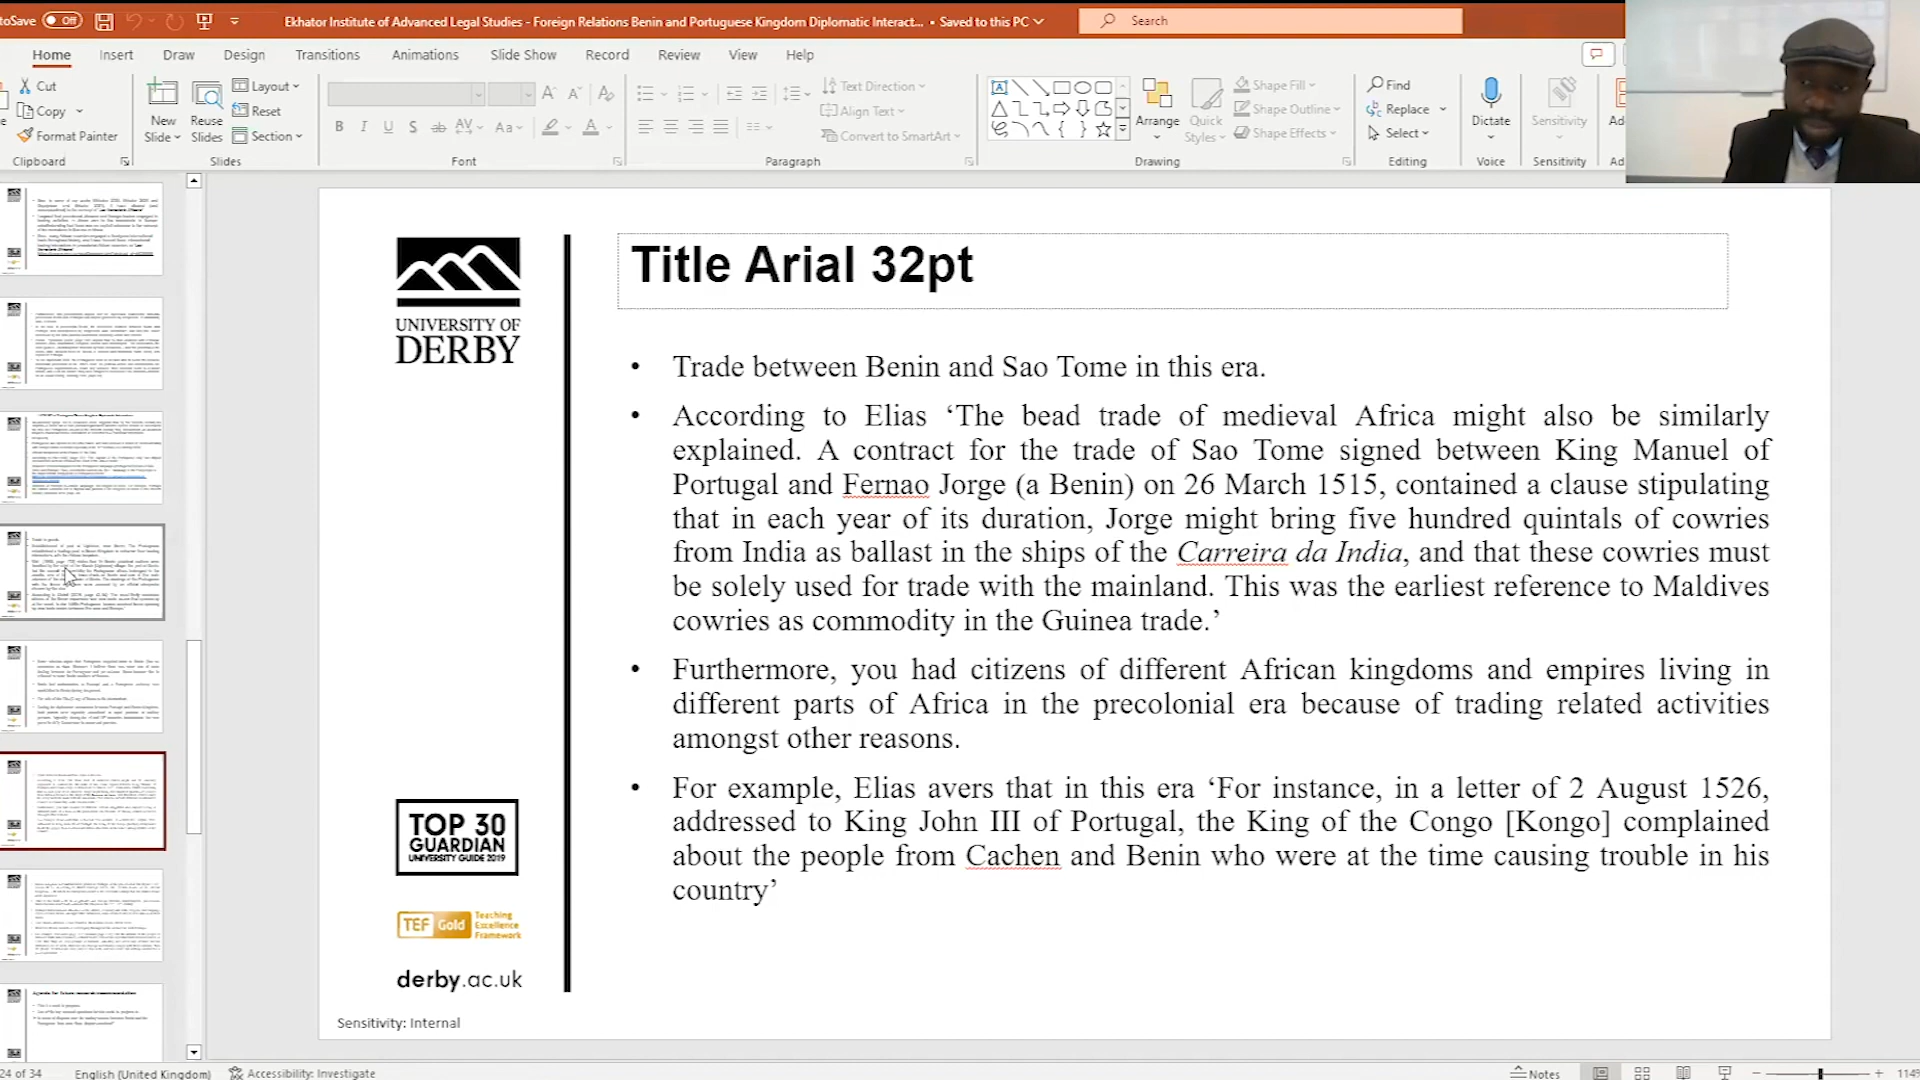 toSave Off Ekhator Institute of Advanced Legal Studies - Foreign Relations Benin and Portuguese Kingdom Diplomatic Interact... • Saved to this PC Search
Home Insert Draw Design Transitions Animations Slide Show Record Review View Help
Cut
Copy
Format Painter
Clipboard
New Slide
Reuse Slides
Layout
Reset
Section
Slides
B I U S ab AV Aa A
Font
Text Direction
Align Text
Convert to SmartArt
Paragraph
Arrange
Quick Styles
Shape Fill
Shape Outline
Shape Effects
Drawing
Find
Replace
Select
Editing
Dictate
Voice
Sensitivity
Sensitivity
UNIVERSITY OF
DERBY
Title Arial 32pt
• Trade between Benin and Sao Tome in this era.
• According to Elias ‘The bead trade of medieval Africa might also be similarly
explained. A contract for the trade of Sao Tome signed between King Manuel of
Portugal and Fernao Jorge (a Benin) on 26 March 1515, contained a clause stipulating
that in each year of its duration, Jorge might bring five hundred quintals of cowries
from India as ballast in the ships of the Carreira da India, and that these cowries must
be solely used for trade with the mainland. This was the earliest reference to Maldives
cowries as commodity in the Guinea trade.’
• Furthermore, you had citizens of different African kingdoms and empires living in
different parts of Africa in the precolonial era because of trading related activities
amongst other reasons.
• For example, Elias avers that in this era ‘For instance, in a letter of 2 August 1526,
addressed to King John III of Portugal, the King of the Congo [Kongo] complained
about the people from Cachen and Benin who were at the time causing trouble in his
country’
TOP 30
GUARDIAN
UNIVERSITY GUIDE 2019
TEF Gold Teaching
Excellence
Framework
derby.ac.uk
Sensitivity: Internal
24 of 34 English (United Kingdom) Accessibility: Investigate Notes 114%